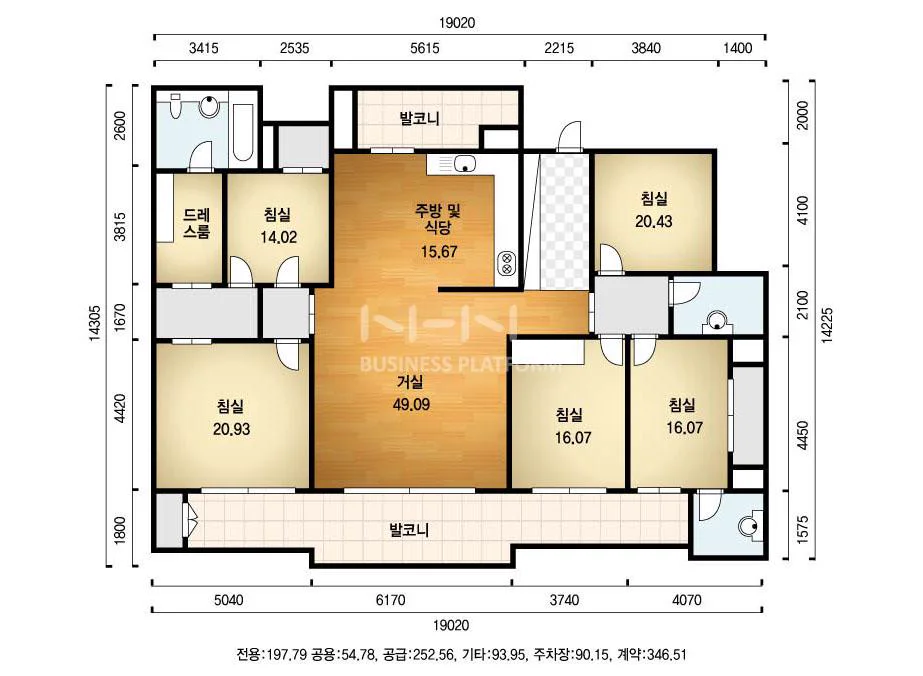 19020
3415 2535 5615 2215 3840 1400
2600 3815 1670 4420 1800
14305
발코니
드레
스룸
침실
14.02
주방 및
식당
15.67
침실
20.43
2000 4100 2100 4450 1575
14225
N-I-N
BUSINESS PLATFORM
거실
49.09
침실
20.93
침실
16.07
침실
16.07
발코니
5040 6170 3740 4070
19020
전용:197.79 공용:54.78, 공급:252.56, 기타:93.95, 주차장:90.15, 계약:346.51